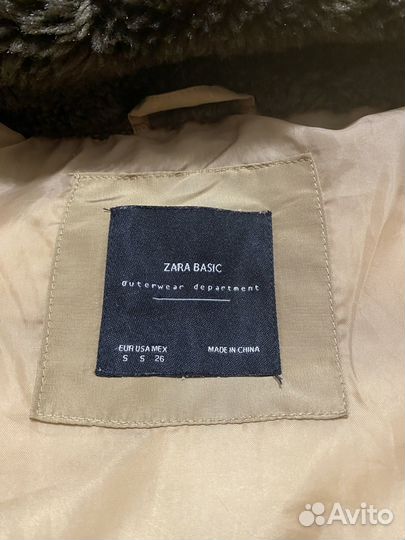 ZARA BASIC
outerwear department
EUR USA MEX
S S 26
MADE IN CHINA
Avito